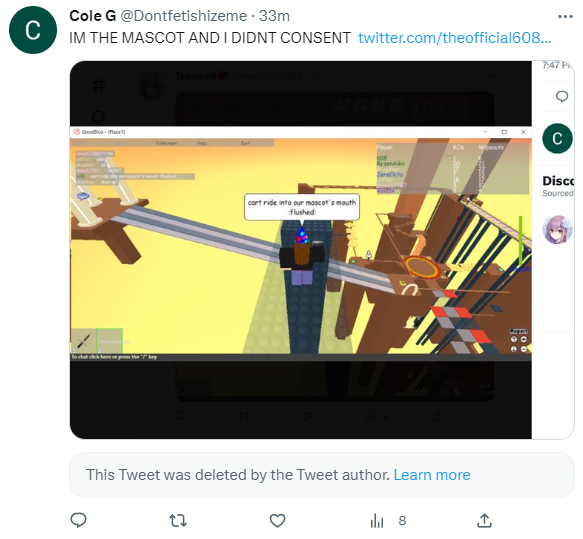 Cole G @Dontfetishizeme · 33m
IM THE MASCOT AND I DIDNT CONSENT twitter.com/theofficial608...
7:47 P
GoodBlox - [Place1]
Fullscreen Help... Exit
Player KOs Wipeouts
cart ride into our mascot's mouth
:flushed:
C
Disco
Sourced
To chat click here or press the "/" key
This Tweet was deleted by the Tweet author. Learn more
8